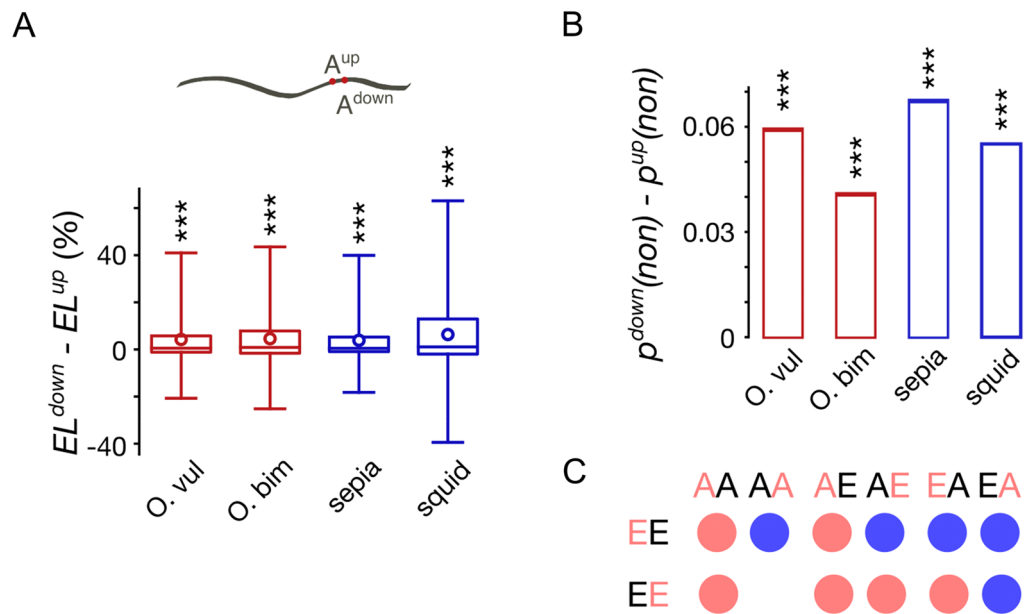 A
A^up
A^down
EL^down - EL^up (%)
40
0
-40
***
***
***
***
O. vul
O. bim
sepia
squid
B
p^down(non) - p^up(non)
0.06
0.03
0
***
***
***
***
O. vul
O. bim
sepia
squid
C
AA AA AE AE EA EA
EE
EE